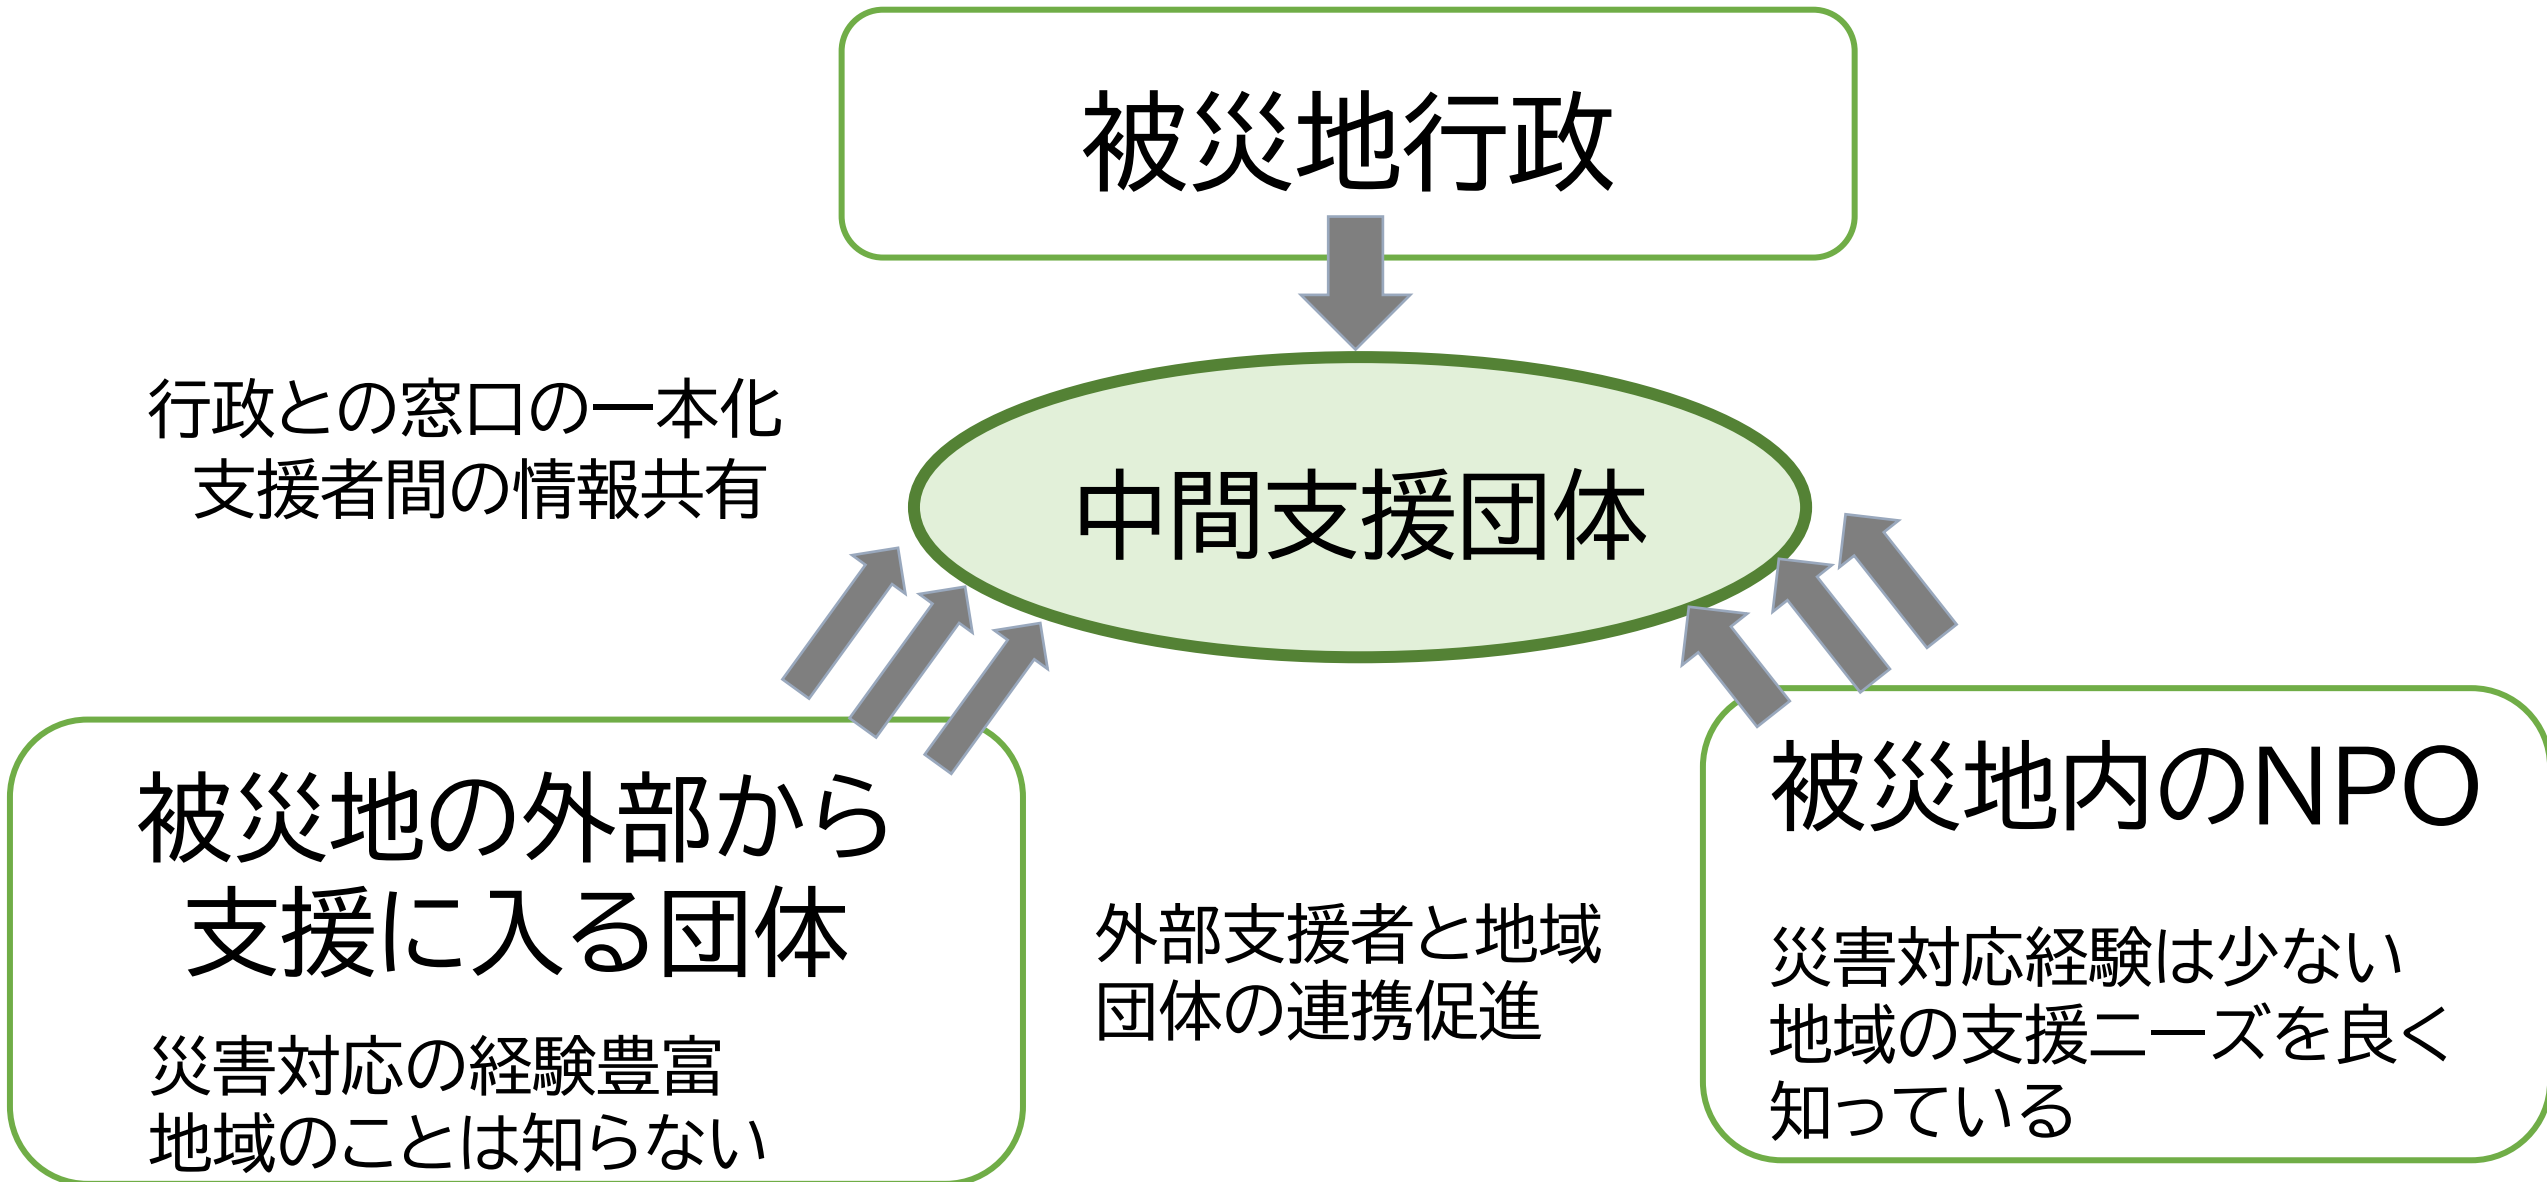 被災地行政
行政との窓口の一本化
支援者間の情報共有
中間支援団体
被災地の外部から
支援に入る団体
災害対応の経験豊富
地域のことは知らない
外部支援者と地域
団体の連携促進
被災地内のNPO
災害対応経験は少ない
地域の支援ニーズを良く
知っている